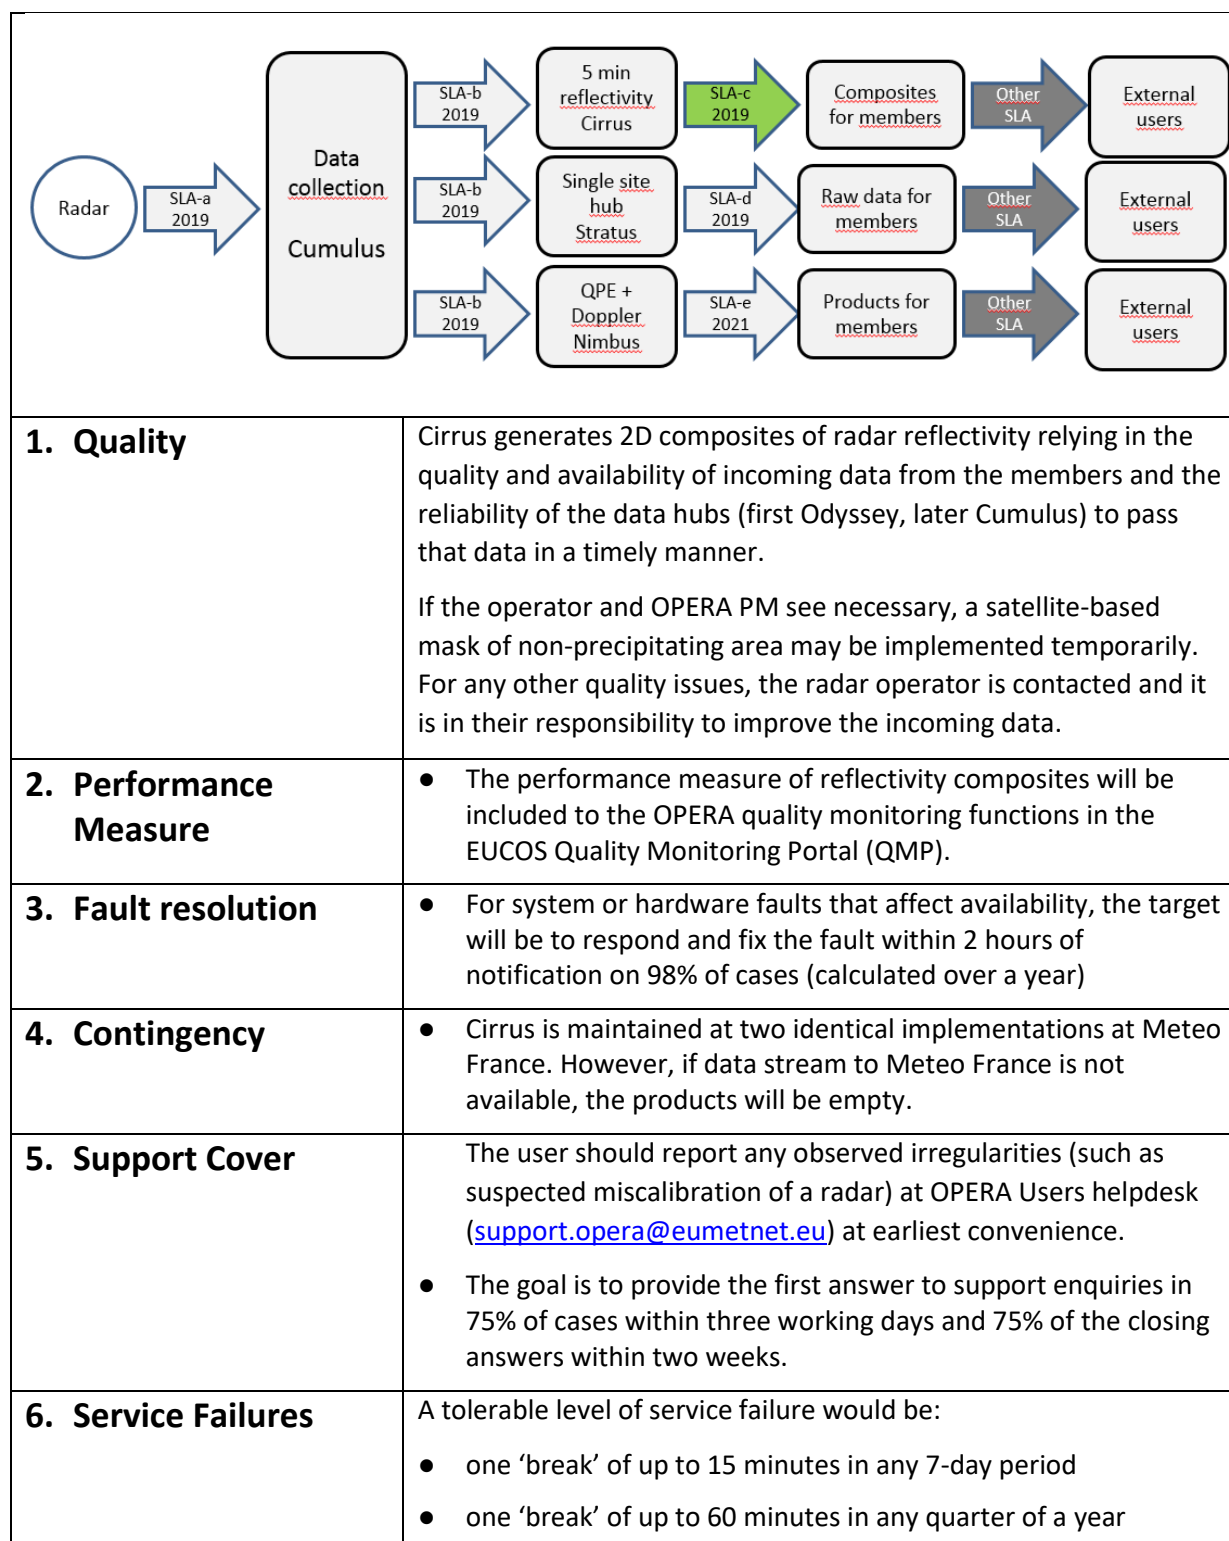 Radar
SLA-a
2019
Data
collection
Cumulus
SLA-b
2019
5 min
reflectivity
Cirrus
SLA-c
2019
Composites
for members
Other
SLA
External
users
SLA-b
2019
Single site
hub
Stratus
SLA-d
2019
Raw data for
members
Other
SLA
External
users
SLA-b
2019
QPE +
Doppler
Nimbus
SLA-e
2021
Products for
members
Other
SLA
External
users
1. Quality
Cirrus generates 2D composites of radar reflectivity relying in the
quality and availability of incoming data from the members and the
reliability of the data hubs (first Odyssey, later Cumulus) to pass
that data in a timely manner.
If the operator and OPERA PM see necessary, a satellite-based
mask of non-precipitating area may be implemented temporarily.
For any other quality issues, the radar operator is contacted and it
is in their responsibility to improve the incoming data.
2. Performance
Measure
● The performance measure of reflectivity composites will be
included to the OPERA quality monitoring functions in the
EUCOS Quality Monitoring Portal (QMP).
3. Fault resolution
● For system or hardware faults that affect availability, the target
will be to respond and fix the fault within 2 hours of
notification on 98% of cases (calculated over a year)
4. Contingency
● Cirrus is maintained at two identical implementations at Meteo
France. However, if data stream to Meteo France is not
available, the products will be empty.
5. Support Cover
The user should report any observed irregularities (such as
suspected miscalibration of a radar) at OPERA Users helpdesk
(support.opera@eumetnet.eu) at earliest convenience.
● The goal is to provide the first answer to support enquiries in
75% of cases within three working days and 75% of the closing
answers within two weeks.
6. Service Failures
A tolerable level of service failure would be:
● one ‘break’ of up to 15 minutes in any 7-day period
● one ‘break’ of up to 60 minutes in any quarter of a year